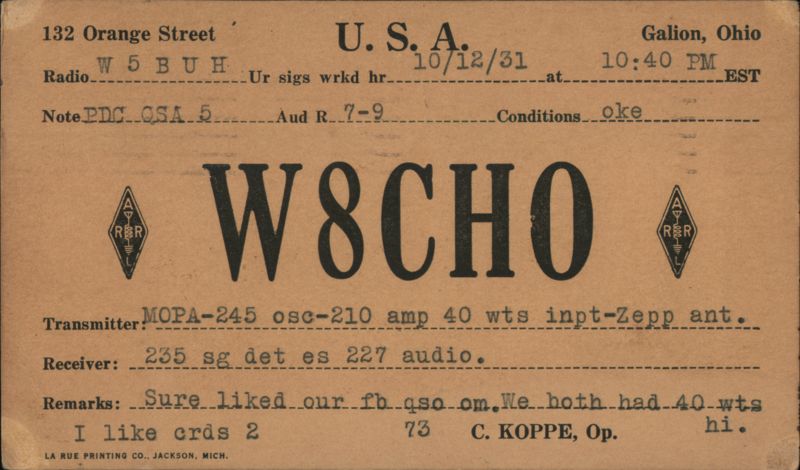 132 Orange Street U. S. A. Galion, Ohio
Radio W 5 B U H Ur sigs wrkd hr 10/12/31 at 10:40 PM EST
Note PDC QSA 5 Aud R 7-9 Conditions oke
W8CHO
A R R L
A R R L
Transmitter: MOPA-245 osc-210 amp 40 wts inpt-Zepp ant.
Receiver: 235 sg det es 227 audio.
Remarks: Sure liked our fb qso om. We both had 40 wts
I like crds 2 73 C. KOPPE, Op. hi.
LA RUE PRINTING CO., JACKSON, MICH.